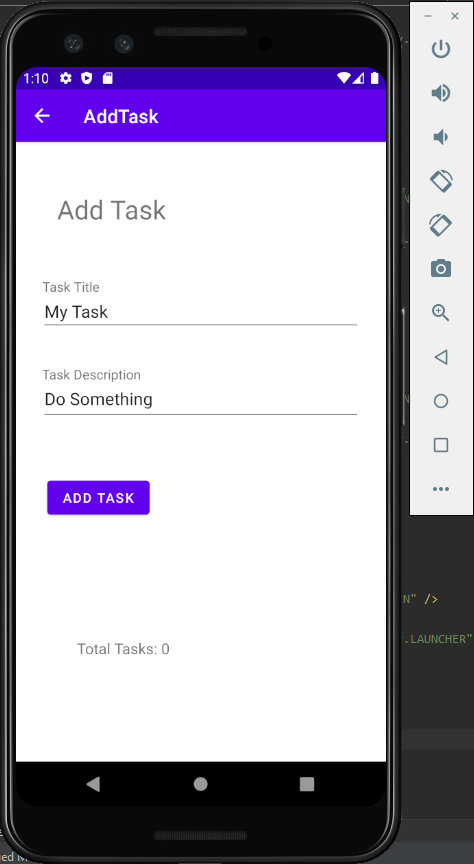 1:10
AddTask
Add Task
Task Title
My Task
Task Description
Do Something
ADD TASK
N" />
.LAUNCHER"
Total Tasks: 0